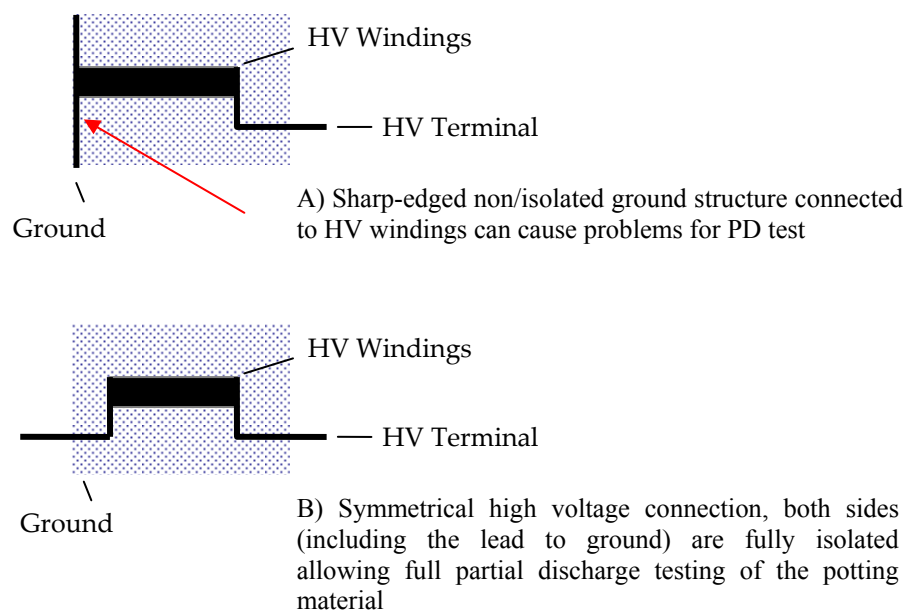 HV Windings
HV Terminal
Ground
A) Sharp-edged non/isolated ground structure connected
to HV windings can cause problems for PD test
HV Windings
HV Terminal
Ground
B) Symmetrical high voltage connection, both sides
(including the lead to ground) are fully isolated
allowing full partial discharge testing of the potting
material